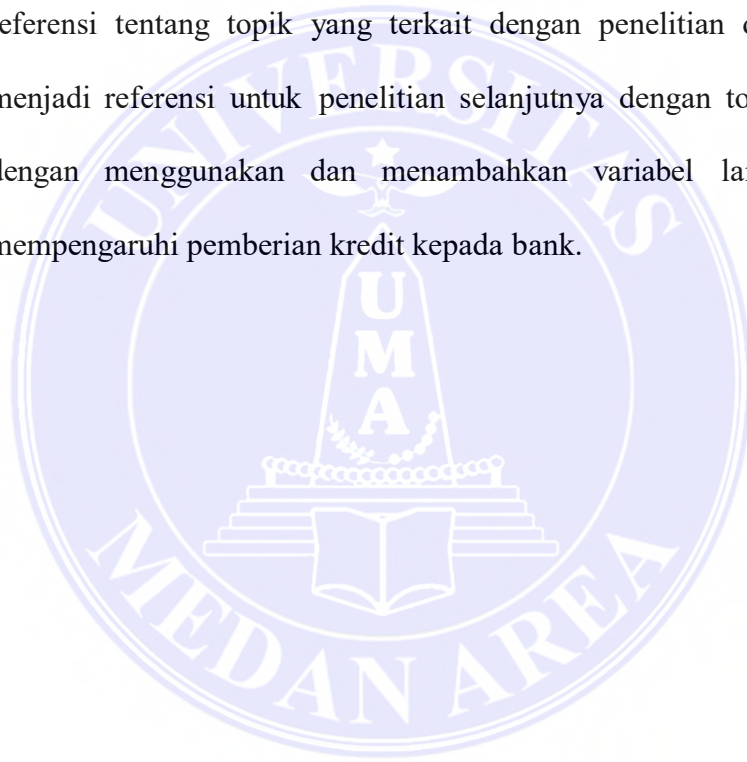 eferensi tentang topik yang terkait dengan penelitian
menjadi referensi untuk penelitian selanjutnya dengan
dengan menggunakan dan menambahkan variabel
mempengaruhi pemberian kredit kepada bank.
UNIVERSITAS
U
M
A
MEDAN AREA